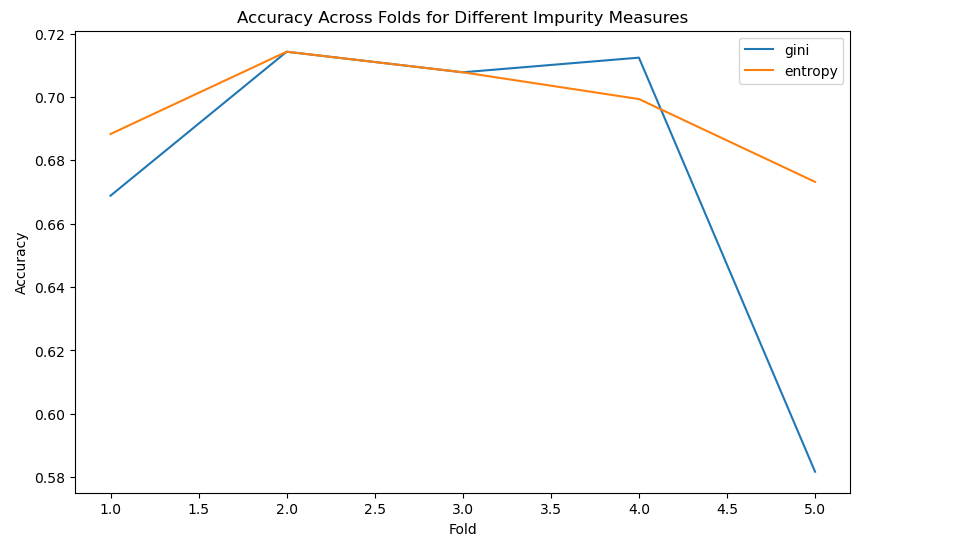 Accuracy Across Folds for Different Impurity Measures
0.72
0.70
0.68
0.66
0.64
0.62
0.60
0.58
Accuracy
gini
entropy
1.0 1.5 2.0 2.5 3.0 3.5 4.0 4.5 5.0
Fold